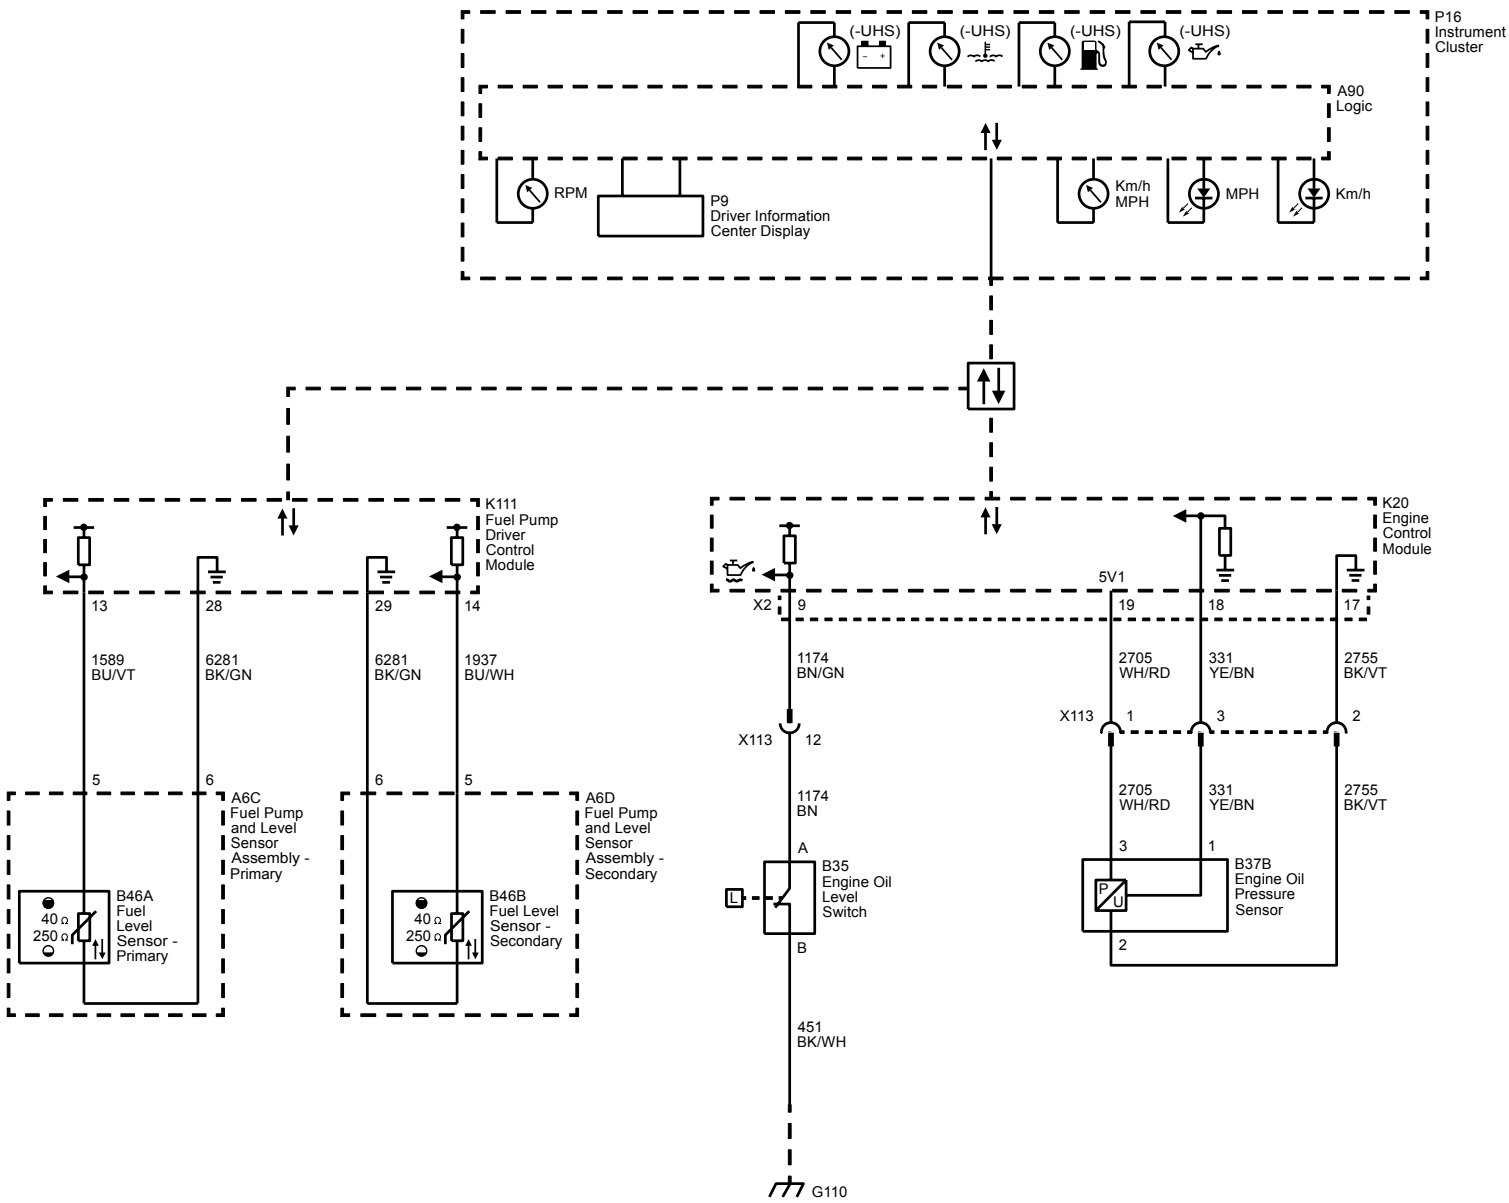 P16
Instrument
Cluster
(-UHS)
(-UHS)
(-UHS)
(-UHS)
- +
A90
Logic
RPM
P9
Driver Information
Center Display
Km/h
MPH
MPH
Km/h
K111
Fuel Pump
Driver
Control
Module
K20
Engine
Control
Module
5V1
13
28
29
14
X2
9
19
18
17
1589
BU/VT
6281
BK/GN
6281
BK/GN
1937
BU/WH
1174
BN/GN
2705
WH/RD
331
YE/BN
2755
BK/VT
X113
12
X113
1
3
2
5
6
6
5
1174
BN
2705
WH/RD
331
YE/BN
2755
BK/VT
A6C
Fuel Pump
and Level
Sensor
Assembly -
Primary
A6D
Fuel Pump
and Level
Sensor
Assembly -
Secondary
A
3
1
B46A
Fuel
Level
Sensor -
Primary
40 Ω
250 Ω
B46B
Fuel Level
Sensor -
Secondary
40 Ω
250 Ω
L
B35
Engine Oil
Level
Switch
P
U
B37B
Engine Oil
Pressure
Sensor
B
2
451
BK/WH
G110